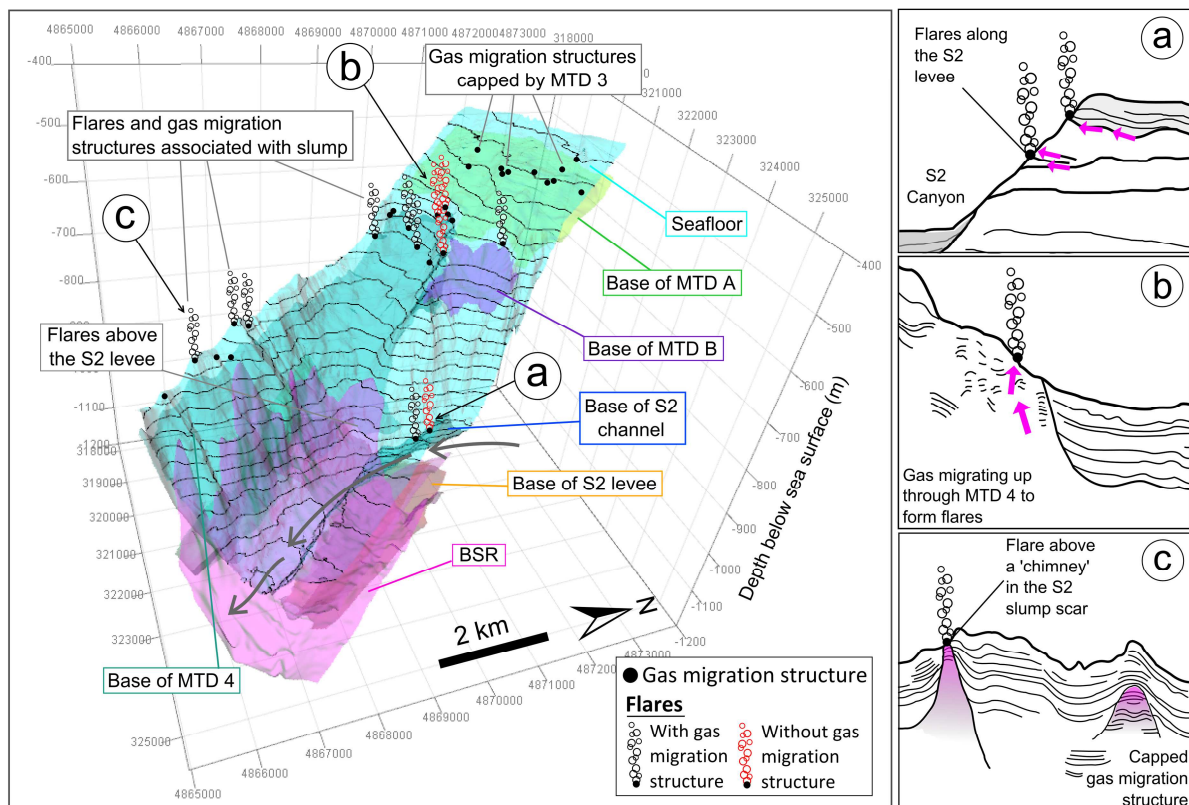 4865000
4866000
4867000
4868000
4869000
4870000
4871000
4872000
4873000
318000
321000
322000
323000
324000
325000
-400
-500
-600
-700
-800
-1100
-1200
318000
319000
320000
321000
322000
323000
325000
4865000
4866000
4867000
4868000
4869000
4870000
4871000
4872000
4873000
-400
-500
-600
-700
-800
-900
-1000
-1100
-1200
Depth below sea surface (m)
b
Gas migration structures
capped by MTD 3
Flares and gas migration
structures associated with slump
c
Seafloor
Base of MTD A
Flares above
the S2 levee
Base of MTD B
a
Base of S2
channel
Base of S2 levee
BSR
Base of MTD 4
2 km
N
Gas migration structure
Flares
With gas
migration
structure
Without gas
migration
structure
a
Flares along
the S2
levee
S2
Canyon
b
Gas migrating up
through MTD 4 to
form flares
c
Flare above
a 'chimney'
in the S2
slump scar
Capped
gas migration
structure